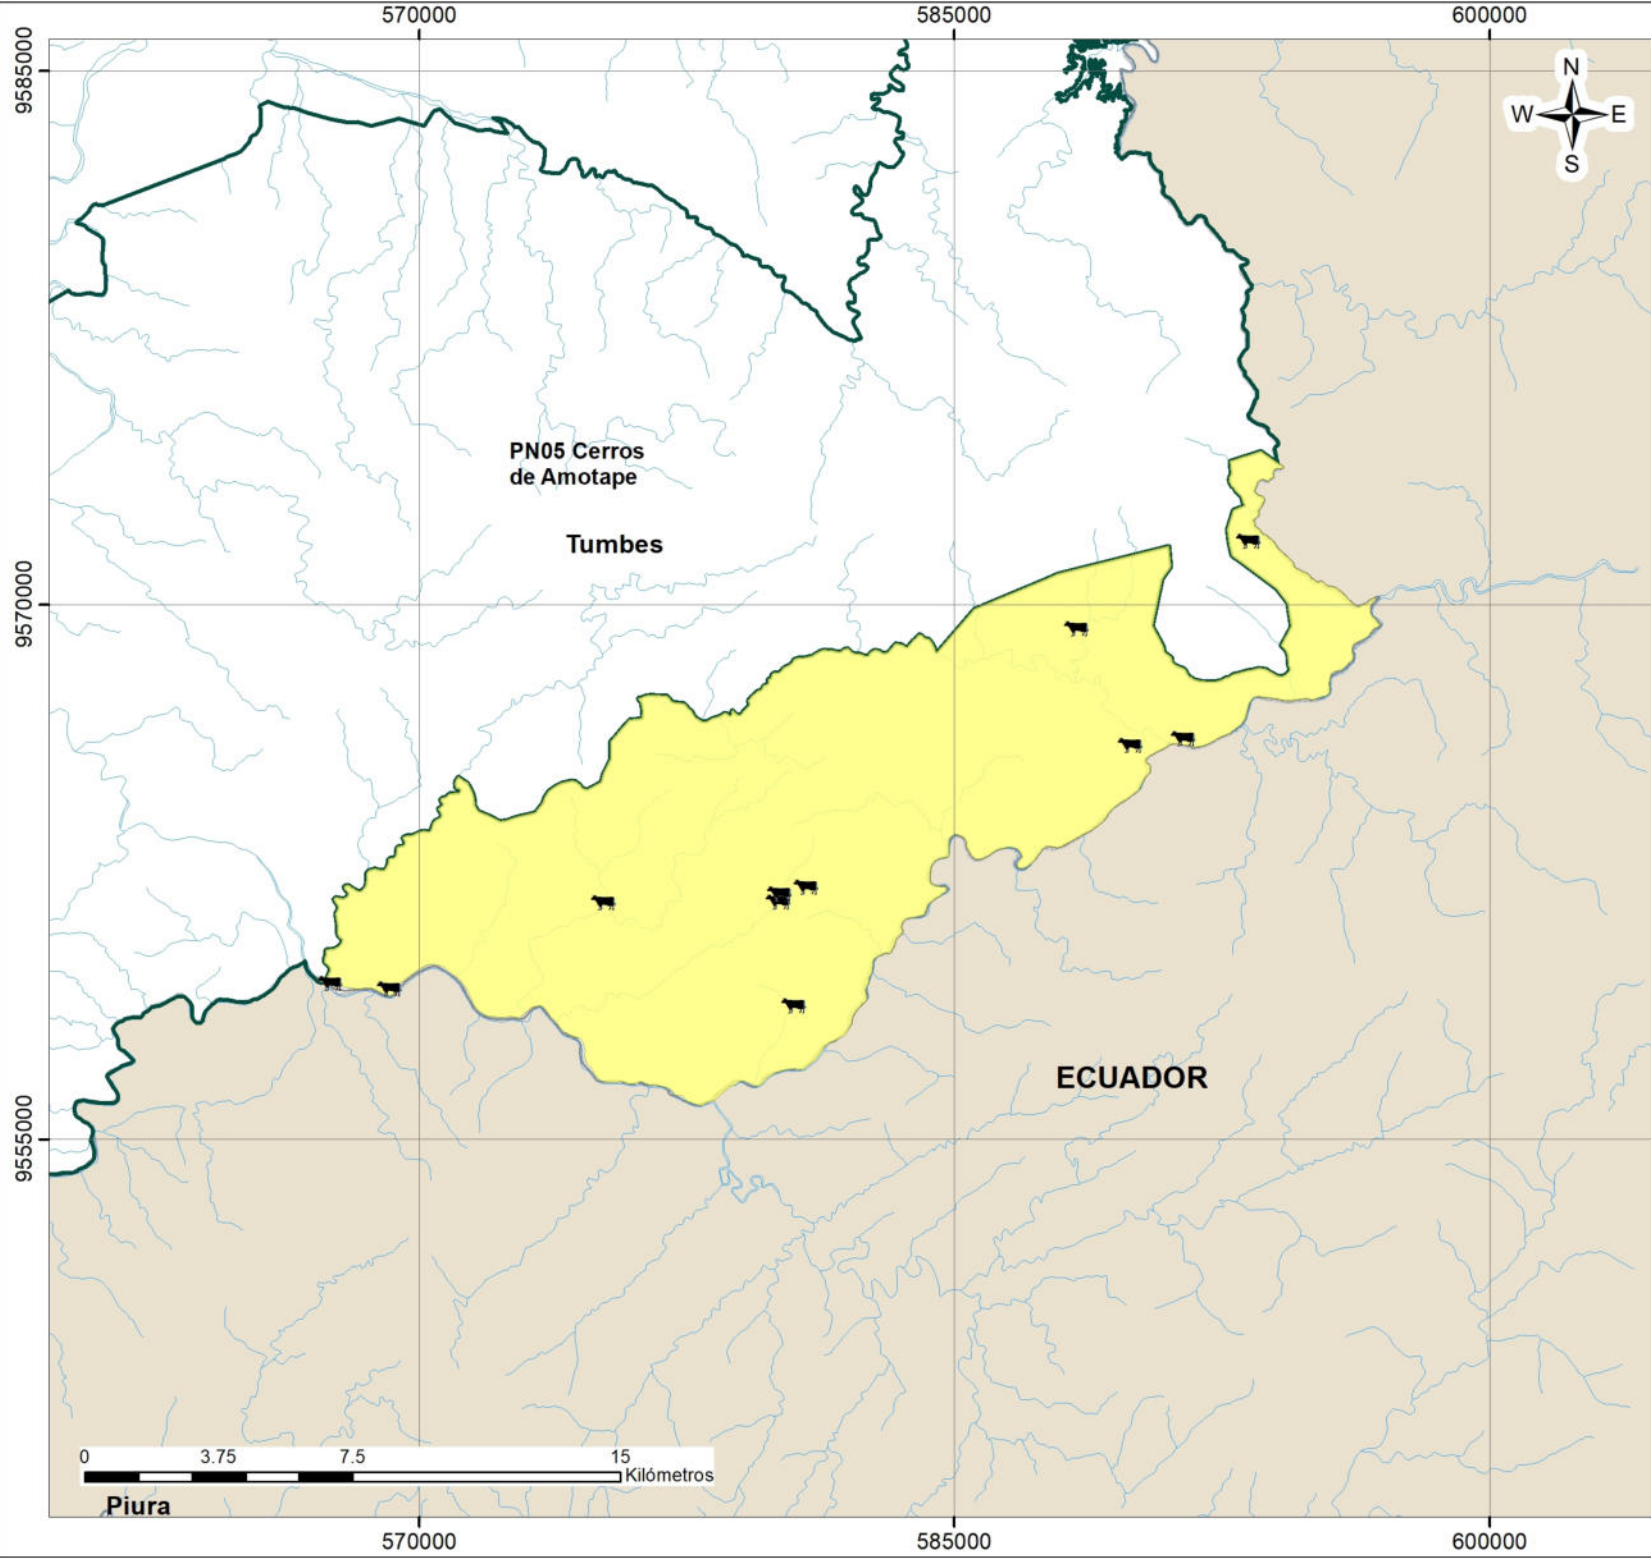 570000 585000 600000
9585000
N
W E
S
PN05 Cerros
de Amotape
Tumbes
9570000
ECUADOR
9555000
0 3.75 7.5 15
Kilómetros
Piura
570000 585000 600000